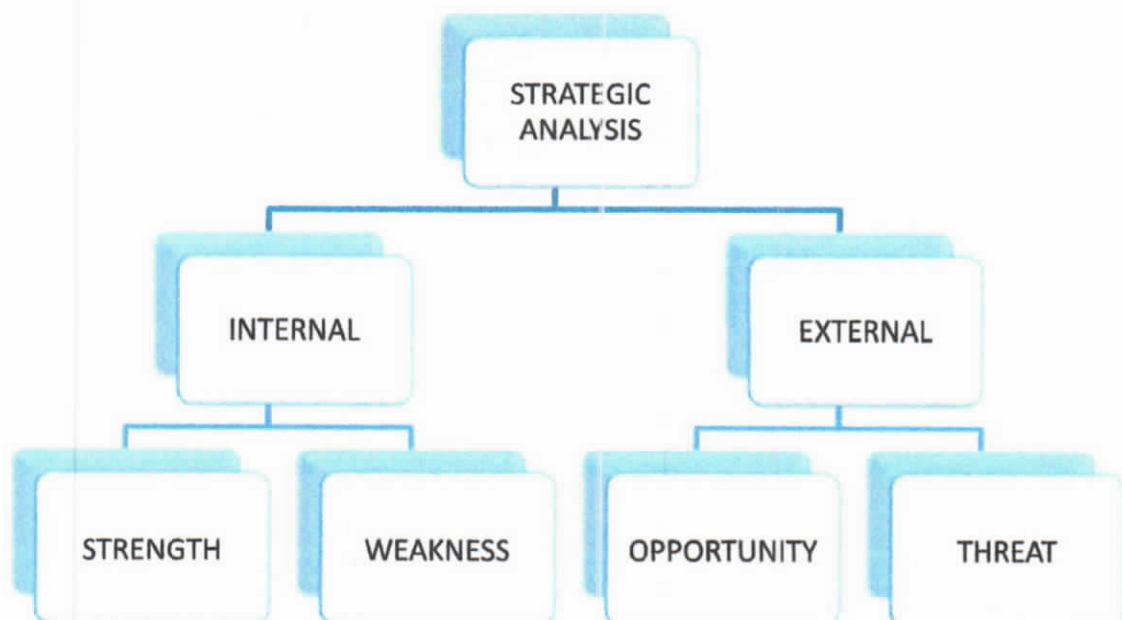 STRATEGIC
ANALYSIS
INTERNAL
EXTERNAL
STRENGTH
WEAKNESS
OPPORTUNITY
THREAT